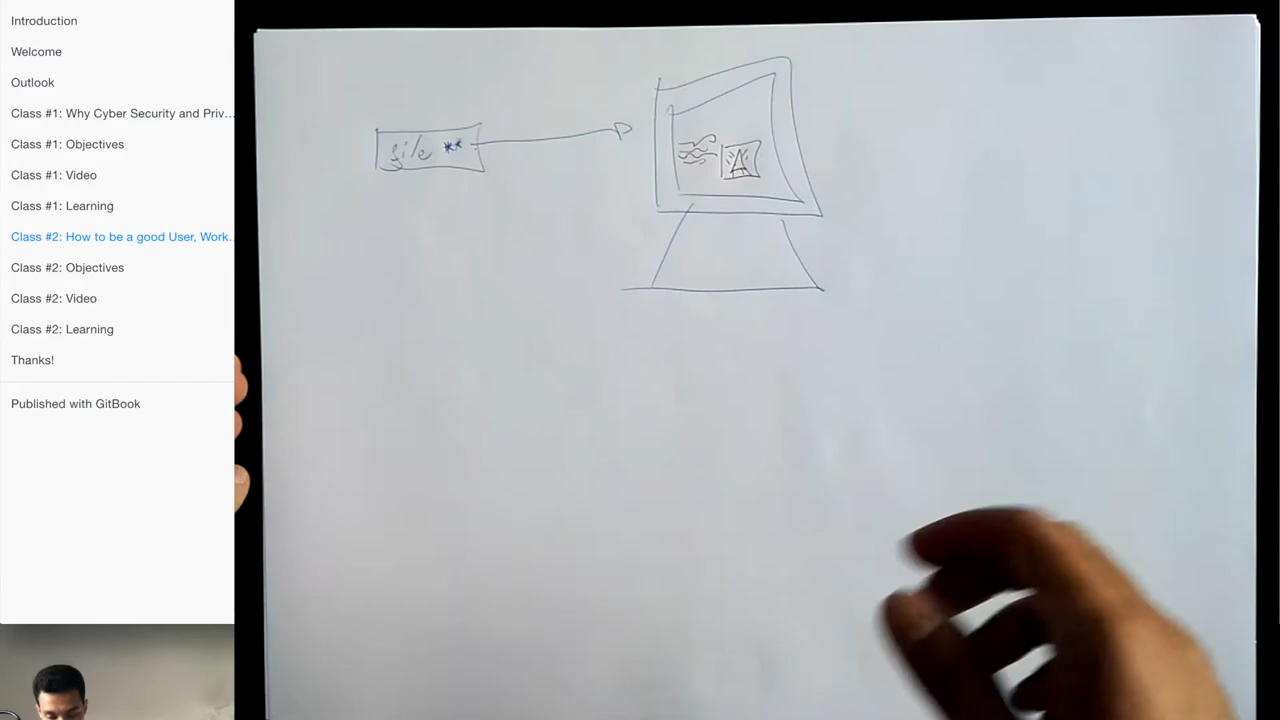 Introduction
Welcome
Outlook
Class #1: Why Cyber Security and Priv...
Class #1: Objectives
Class #1: Video
Class #1: Learning
Class #2: How to be a good User, Work...
Class #2: Objectives
Class #2: Video
Class #2: Learning
Thanks!
Published with GitBook
file **
A